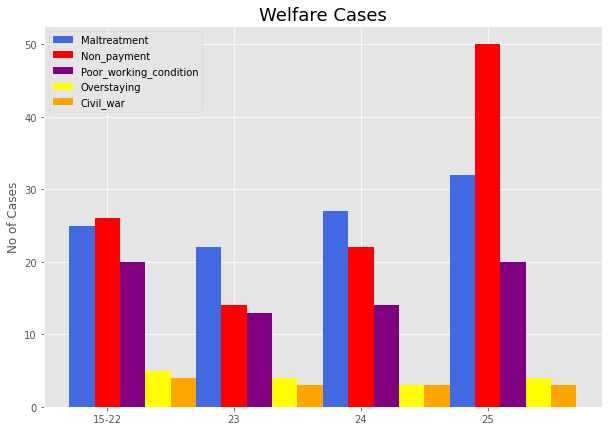 Welfare Cases
Maltreatment
Non_payment
Poor_working_condition
Overstaying
Civil_war
No of Cases
50
40
30
20
10
0
15-22 23 24 25